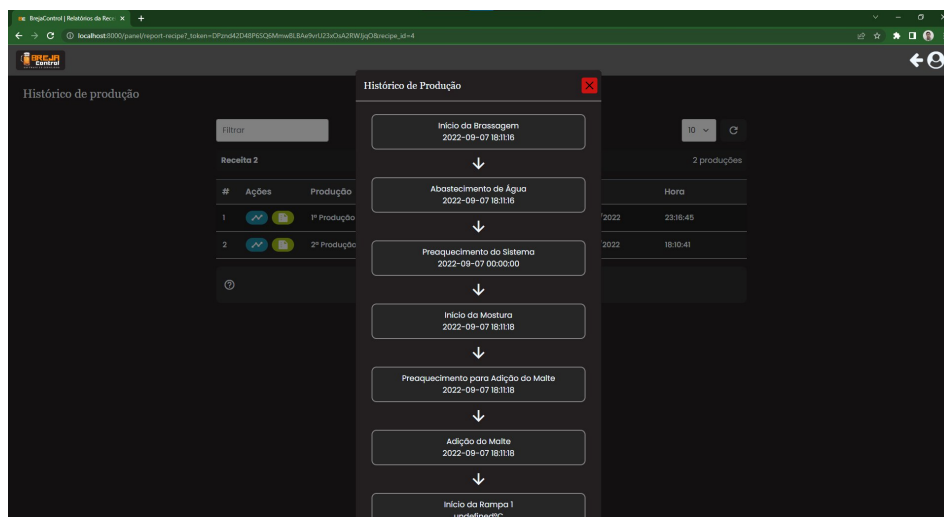 BrejaControl | Relatórios da Rece
localhost:8000/panel/report-recipe?_token=DPznd42D48P6SQ6MmwBLBAe9vrU23xOsA2RWJjqO&recipe_id=4
BREJA
Control
Histórico de produção
Histórico de Produção
Filtrar
10
Receita 2
2 produções
# Ações Produção
Hora
1 1ª Produção
/2022 23:16:45
2 2ª Produção
2022 18:10:41
Início da Brassagem
2022-09-07 18:11:16
Abastecimento de Água
2022-09-07 18:11:16
Preaquecimento do Sistema
2022-09-07 00:00:00
Início da Mostura
2022-09-07 18:11:18
Preaquecimento para Adição do Malte
2022-09-07 18:11:18
Adição do Malte
2022-09-07 18:11:18
Início da Rampa 1
undefinedºC